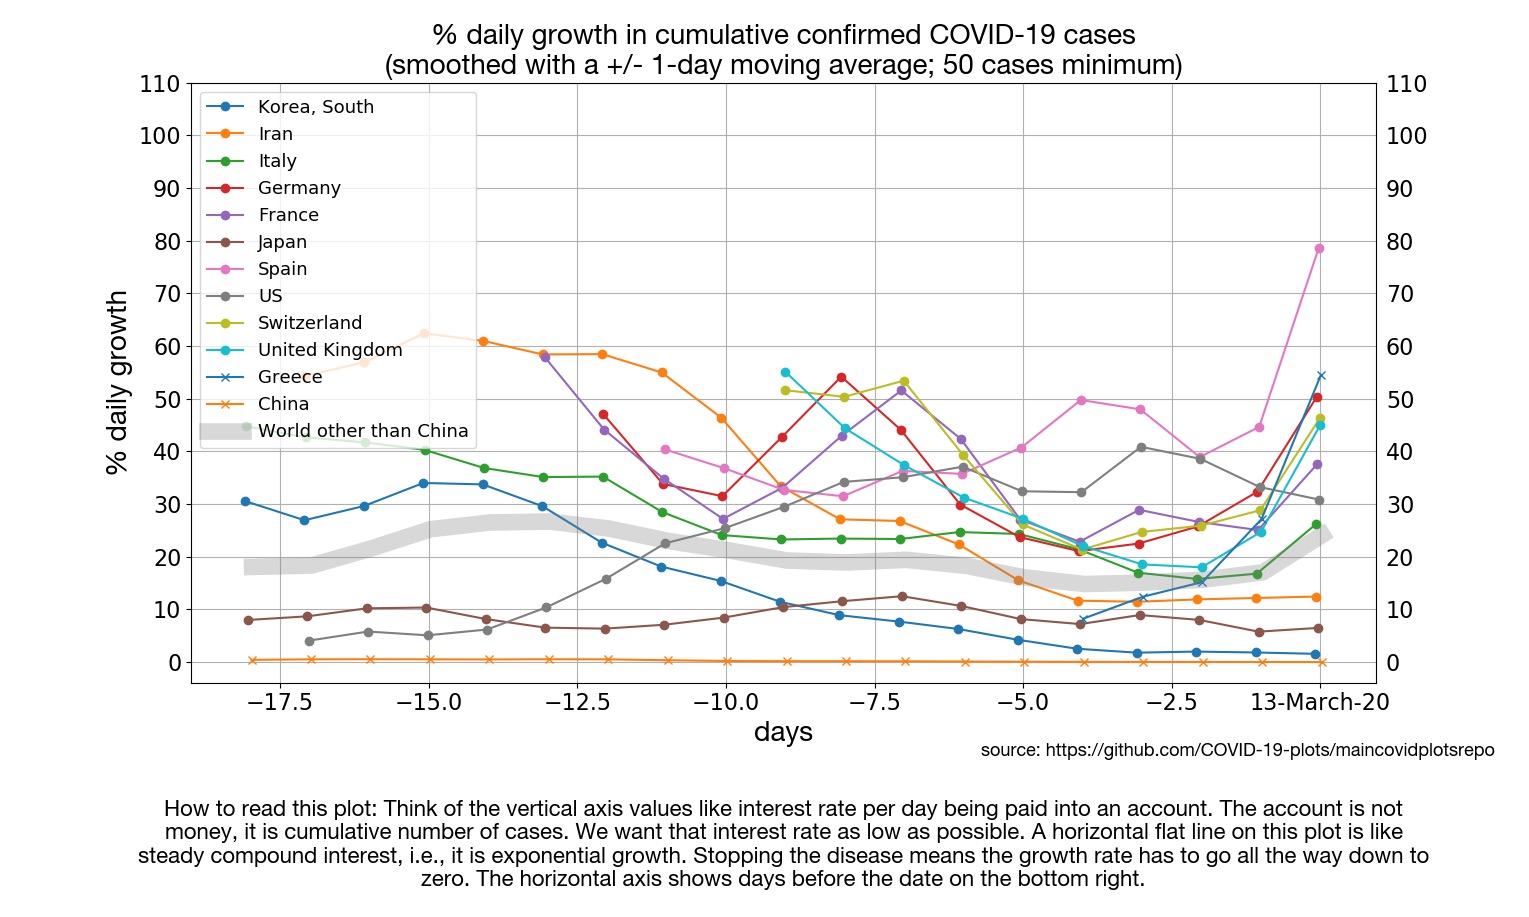 % daily growth in cumulative confirmed COVID-19 cases
(smoothed with a +/- 1-day moving average; 50 cases minimum)
110
100
90
80
70
60
50
40
30
20
10
0
% daily growth
Korea, South
Iran
Italy
Germany
France
Japan
Spain
US
Switzerland
United Kingdom
Greece
China
World other than China
110
100
90
80
70
60
50
40
30
20
10
0
−17.5 −15.0 −12.5 −10.0 −7.5 −5.0 −2.5 13-March-20
days
source: https://github.com/COVID-19-plots/maincovidplotsrepo
How to read this plot: Think of the vertical axis values like interest rate per day being paid into an account. The account is not
money, it is cumulative number of cases. We want that interest rate as low as possible. A horizontal flat line on this plot is like
steady compound interest, i.e., it is exponential growth. Stopping the disease means the growth rate has to go all the way down to
zero. The horizontal axis shows days before the date on the bottom right.